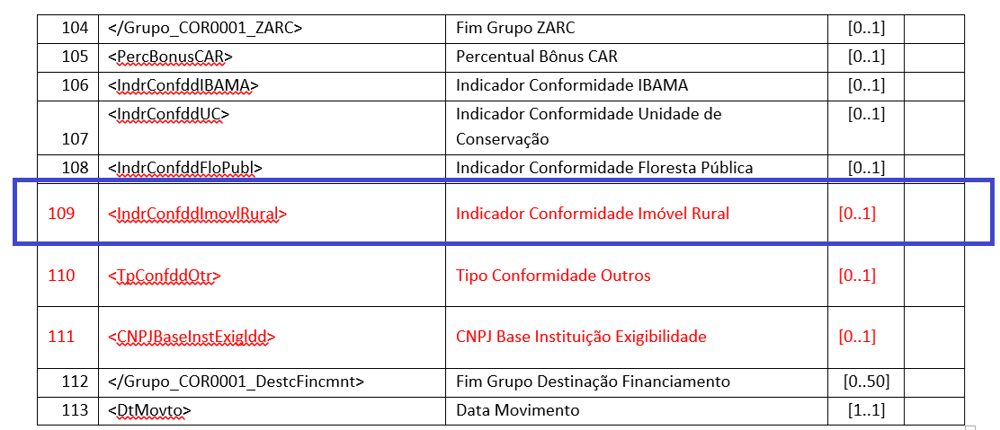 104 </Grupo_COR0001_ZARC> Fim Grupo ZARC [0..1]
105 <PercBonusCAR> Percentual Bônus CAR [0..1]
106 <IndrConfddIBAMA> Indicador Conformidade IBAMA [0..1]
<IndrConfddUC> Indicador Conformidade Unidade de [0..1]
107 Conservação
108 <IndrConfddFloPubl> Indicador Conformidade Floresta Pública [0..1]
109 <IndrConfddImovlRural> Indicador Conformidade Imóvel Rural [0..1]
110 <TpConfddOtr> Tipo Conformidade Outros [0..1]
111 <CNPJBaseInstExigldd> CNPJ Base Instituição Exigibilidade [0..1]
112 </Grupo_COR0001_DestcFincmnt> Fim Grupo Destinação Financiamento [0..50]
113 <DtMovto> Data Movimento [1..1]